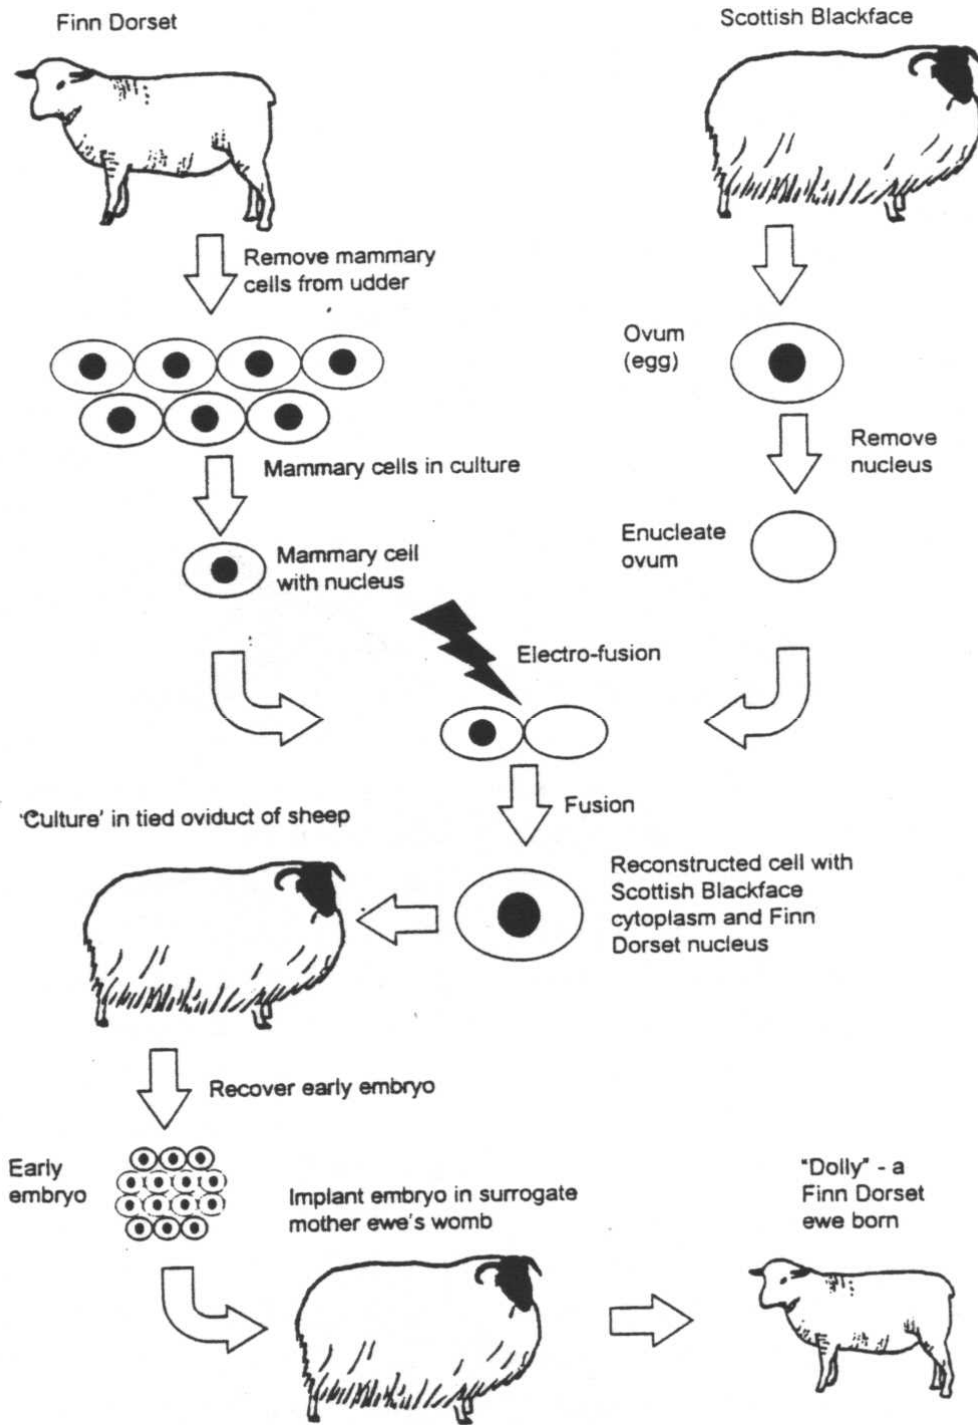 Finn Dorset
Scottish Blackface
Remove mammary
cells from udder
Ovum
(egg)
Remove
nucleus
Mammary cells in culture
Enucleate
ovum
Mammary cell
with nucleus
Electro-fusion
Fusion
'Culture' in tied oviduct of sheep
Reconstructed cell with
Scottish Blackface
cytoplasm and Finn
Dorset nucleus
Recover early embryo
Early
embryo
Implant embryo in surrogate
mother ewe's womb
"Dolly" - a
Finn Dorset
ewe born